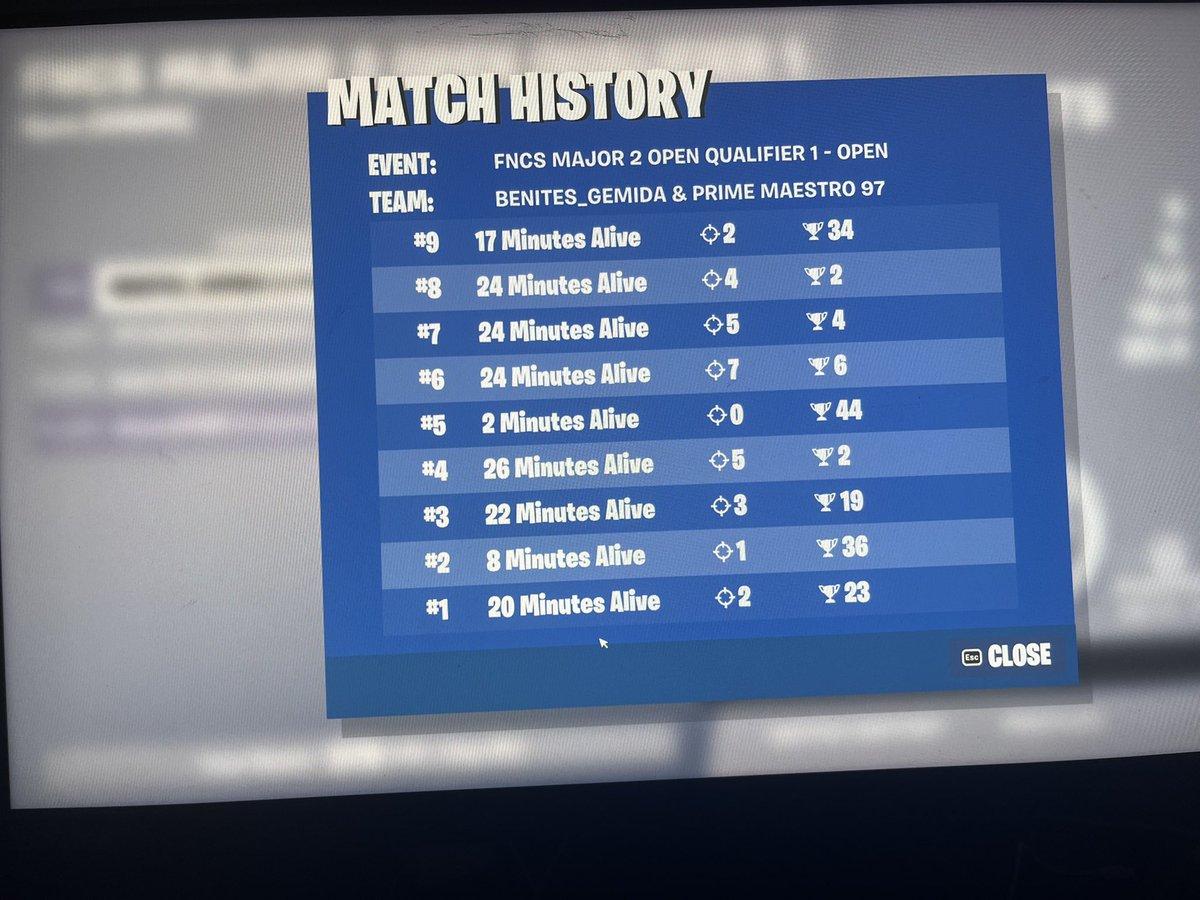 MATCH HISTORY
EVENT: FNCS MAJOR 2 OPEN QUALIFIER 1 - OPEN
TEAM: BENITES_GEMIDA & PRIME MAESTRO 97
#9 17 Minutes Alive 2 34
#8 24 Minutes Alive 4 2
#7 24 Minutes Alive 5 4
#6 24 Minutes Alive 7 6
#5 2 Minutes Alive 0 44
#4 26 Minutes Alive 5 2
#3 22 Minutes Alive 3 19
#2 8 Minutes Alive 1 36
#1 20 Minutes Alive 2 23
Esc CLOSE